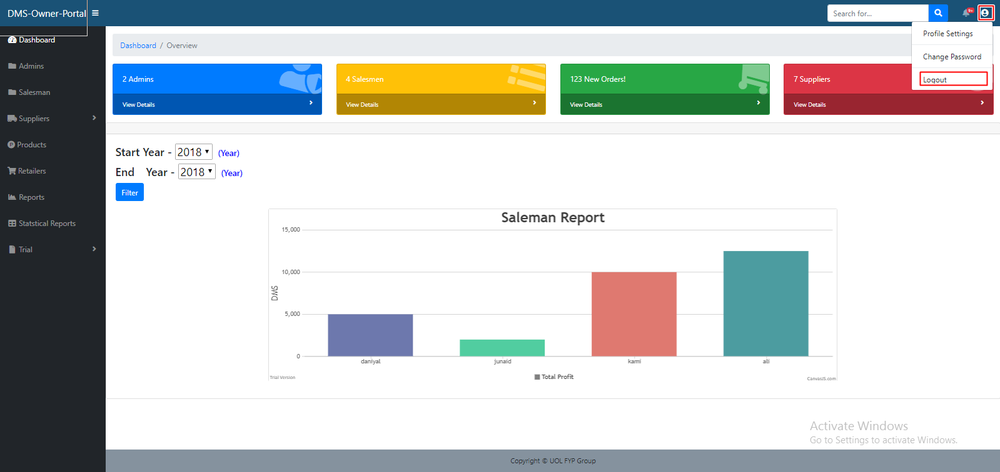 DMS-Owner-Portal
Search for...
9+
Profile Settings
Change Password
Logout
Dashboard
Admins
Salesman
Suppliers
Products
Retailers
Reports
Statstical Reports
Trial
Dashboard / Overview
2 Admins
View Details
4 Salesmen
View Details
123 New Orders!
View Details
7 Suppliers
View Details
Start Year - 2018 (Year)
End Year - 2018 (Year)
Filter
Saleman Report
15,000
10,000
5,000
0
DMS
daniyal
junaid
kami
ali
Total Profit
Trial Version
CanvasJS.com
Activate Windows
Go to Settings to activate Windows.
Copyright © UOL FYP Group